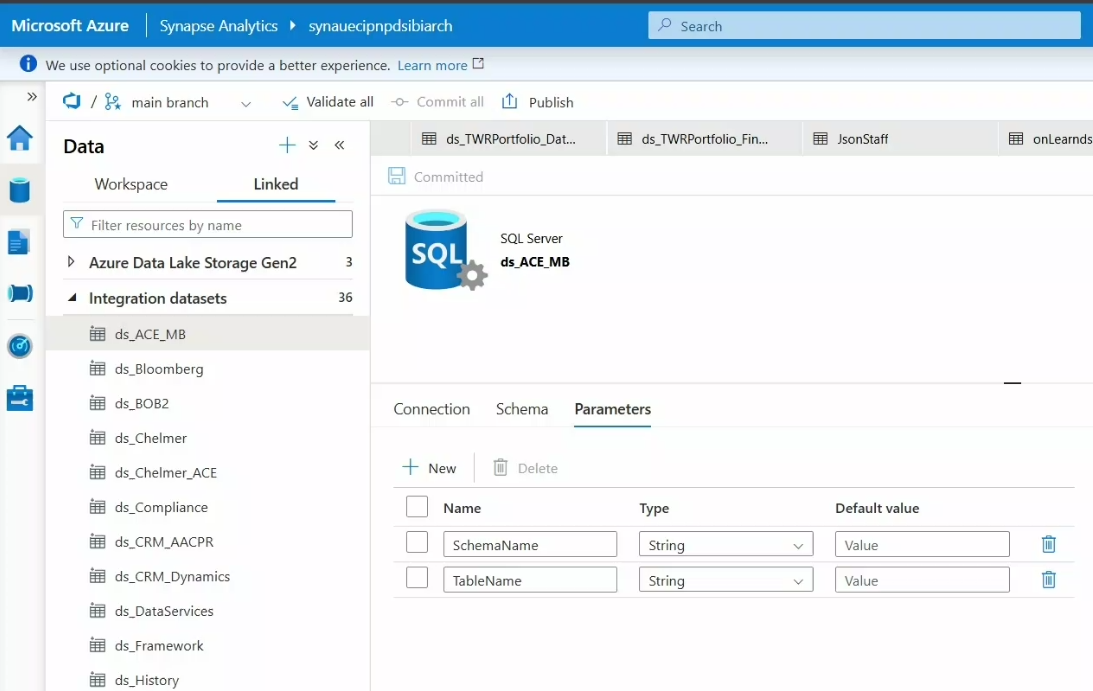 Microsoft Azure Synapse Analytics synauecipnpdsibiarch Search
We use optional cookies to provide a better experience. Learn more
/ main branch Validate all Commit all Publish
Data
Workspace Linked
Filter resources by name
Azure Data Lake Storage Gen2 3
Integration datasets 36
ds_ACE_MB
ds_Bloomberg
ds_BOB2
ds_Chelmer
ds_Chelmer_ACE
ds_Compliance
ds_CRM_AACPR
ds_CRM_Dynamics
ds_DataServices
ds_Framework
ds_History
ds_TWRPortfolio_Dat... ds_TWRPortfolio_Fin... JsonStaff onLearnds
Committed
SQL
SQL Server
ds_ACE_MB
Connection Schema Parameters
New Delete
Name Type Default value
SchemaName String Value
TableName String Value